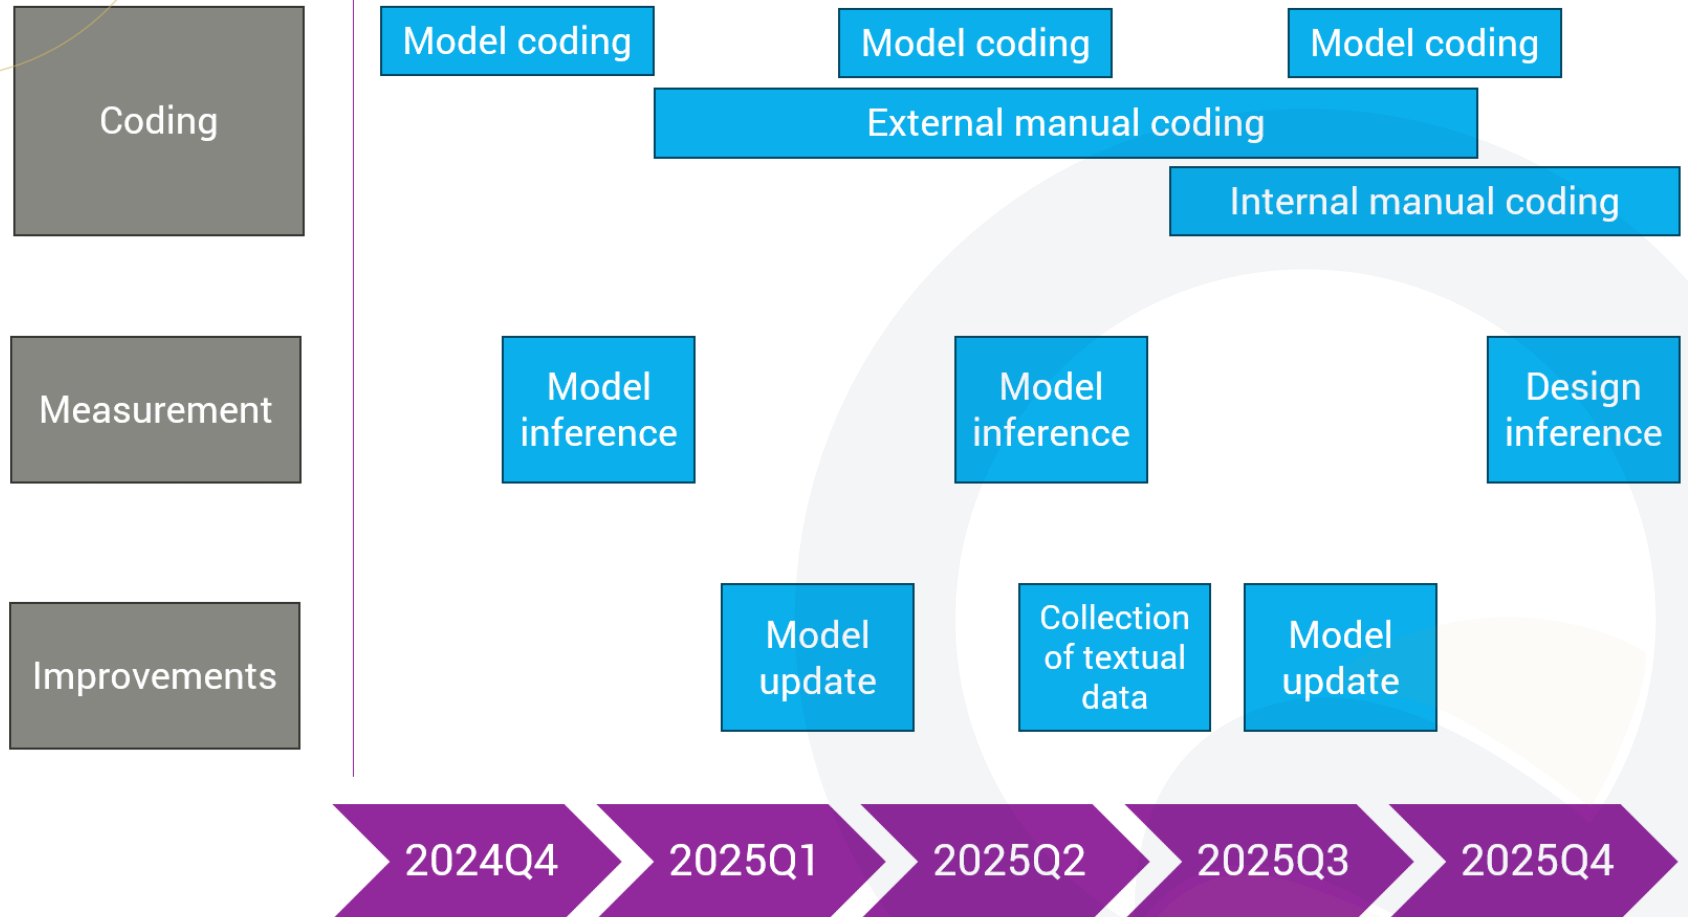 Coding
Model coding
Model coding
Model coding
External manual coding
Internal manual coding
Measurement
Model
inference
Model
inference
Design
inference
Improvements
Model
update
Collection
of textual
data
Model
update
2024Q4
2025Q1
2025Q2
2025Q3
2025Q4